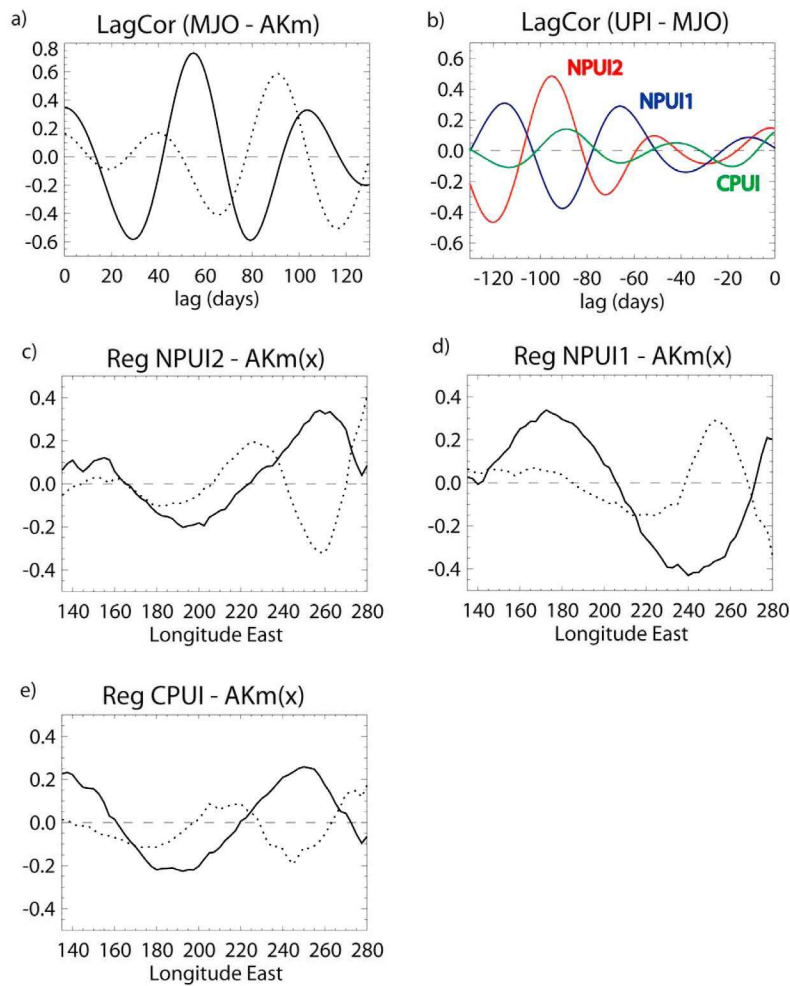 a)
LagCor (MJO - AKm)
0.8
0.6
0.4
0.2
0.0
-0.2
-0.4
-0.6
0 20 40 60 80 100 120
lag (days)
b)
LagCor (UPI - MJO)
NPUI2
NPUI1
CPUI
0.6
0.4
0.2
0.0
-0.2
-0.4
-0.6
-120 -100 -80 -60 -40 -20 0
lag (days)
c)
Reg NPUI2 - AKm(x)
0.4
0.2
0.0
-0.2
-0.4
140 160 180 200 220 240 260 280
Longitude East
d)
Reg NPUI1 - AKm(x)
0.4
0.2
0.0
-0.2
-0.4
140 160 180 200 220 240 260 280
Longitude East
e)
Reg CPUI - AKm(x)
0.4
0.2
0.0
-0.2
-0.4
140 160 180 200 220 240 260 280
Longitude East